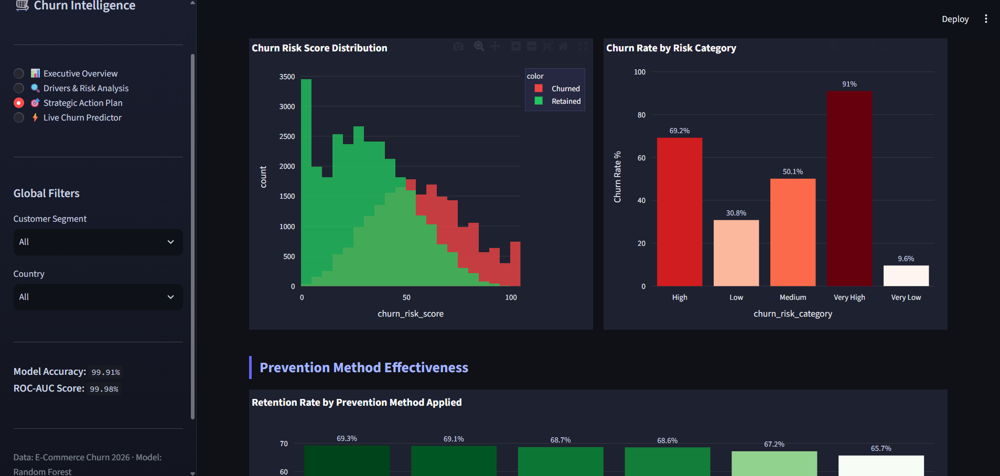 Churn Intelligence
Deploy
Executive Overview
Drivers & Risk Analysis
Strategic Action Plan
Live Churn Predictor
Global Filters
Customer Segment
All
Country
All
Model Accuracy: 99.91%
ROC-AUC Score: 99.98%
Data: E-Commerce Churn 2026 · Model:
Random Forest
Churn Risk Score Distribution
color
Churned
Retained
3500
3000
2500
2000
1500
1000
500
0
count
0 50 100
churn_risk_score
Churn Rate by Risk Category
100
80
60
40
20
0
Churn Rate %
69.2% 30.8% 50.1% 91% 9.6%
High Low Medium Very High Very Low
churn_risk_category
Prevention Method Effectiveness
Retention Rate by Prevention Method Applied
69.3% 69.1% 68.7% 68.6% 67.2% 65.7%
70
60